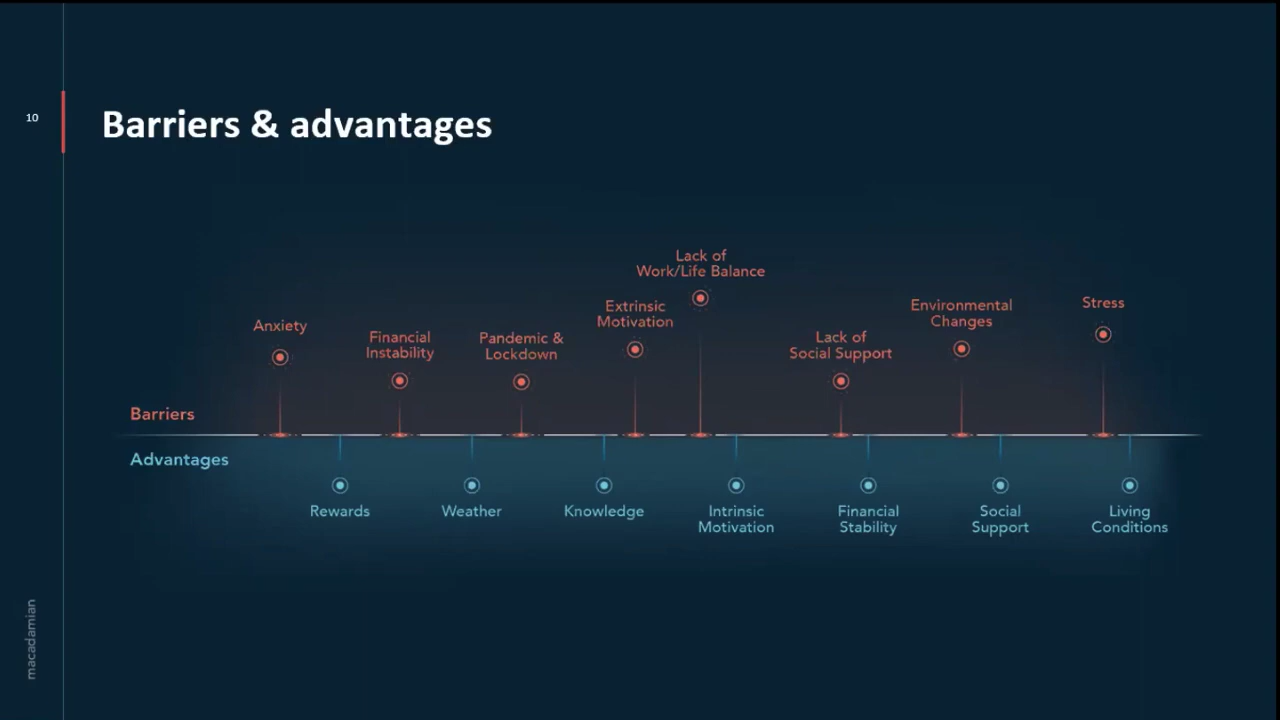 10
Barriers & advantages
Lack of
Work/Life Balance
Extrinsic
Motivation
Environmental
Changes
Stress
Anxiety
Financial
Instability
Pandemic &
Lockdown
Lack of
Social Support
Barriers
Advantages
Rewards
Weather
Knowledge
Intrinsic
Motivation
Financial
Stability
Social
Support
Living
Conditions
macadamian